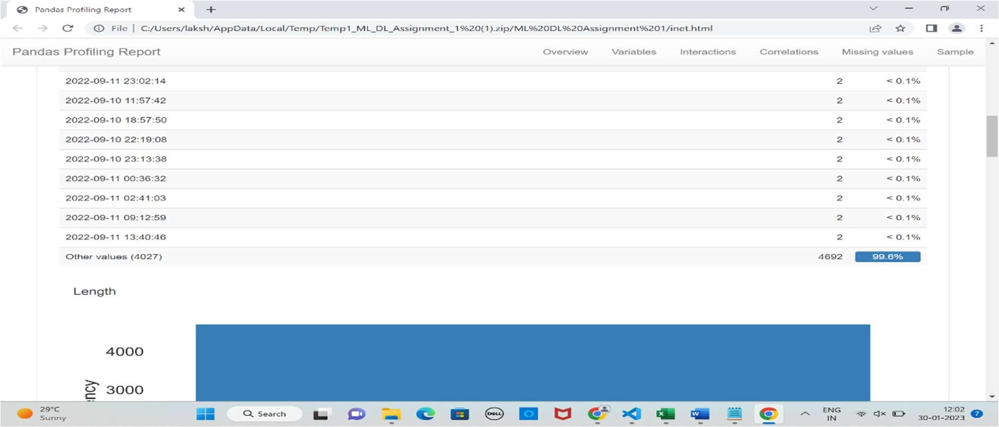 Pandas Profiling Report
File | C:/Users/laksh/AppData/Local/Temp/Temp1_ML_DL_Assignment_1%20(1).zip/ML%20DL%20Assignment%201/inet.html
Pandas Profiling Report Overview Variables Interactions Correlations Missing values Sample
2022-09-11 23:02:14 2 < 0.1%
2022-09-10 11:57:42 2 < 0.1%
2022-09-10 18:57:50 2 < 0.1%
2022-09-10 22:19:08 2 < 0.1%
2022-09-10 23:13:38 2 < 0.1%
2022-09-11 00:36:32 2 < 0.1%
2022-09-11 02:41:03 2 < 0.1%
2022-09-11 09:12:59 2 < 0.1%
2022-09-11 13:40:46 2 < 0.1%
Other values (4027) 4692 99.6%
Length
4000
3000
29°C
Sunny
Search
DELL
ENG
IN
12:02
30-01-2023
7